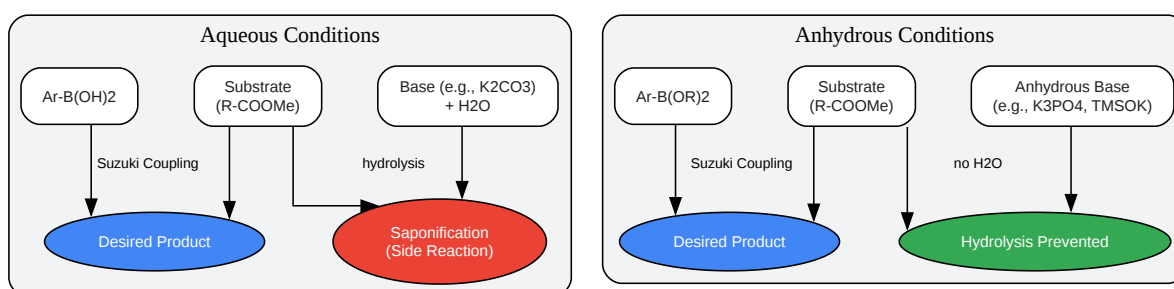 Aqueous Conditions
Ar-B(OH)2
Substrate
(R-COOMe)
Base (e.g., K2CO3)
+ H2O
Suzuki Coupling
hydrolysis
Desired Product
Saponification
(Side Reaction)
Anhydrous Conditions
Ar-B(OR)2
Substrate
(R-COOMe)
Anhydrous Base
(e.g., K3PO4, TMSOK)
Suzuki Coupling
no H2O
Desired Product
Hydrolysis Prevented